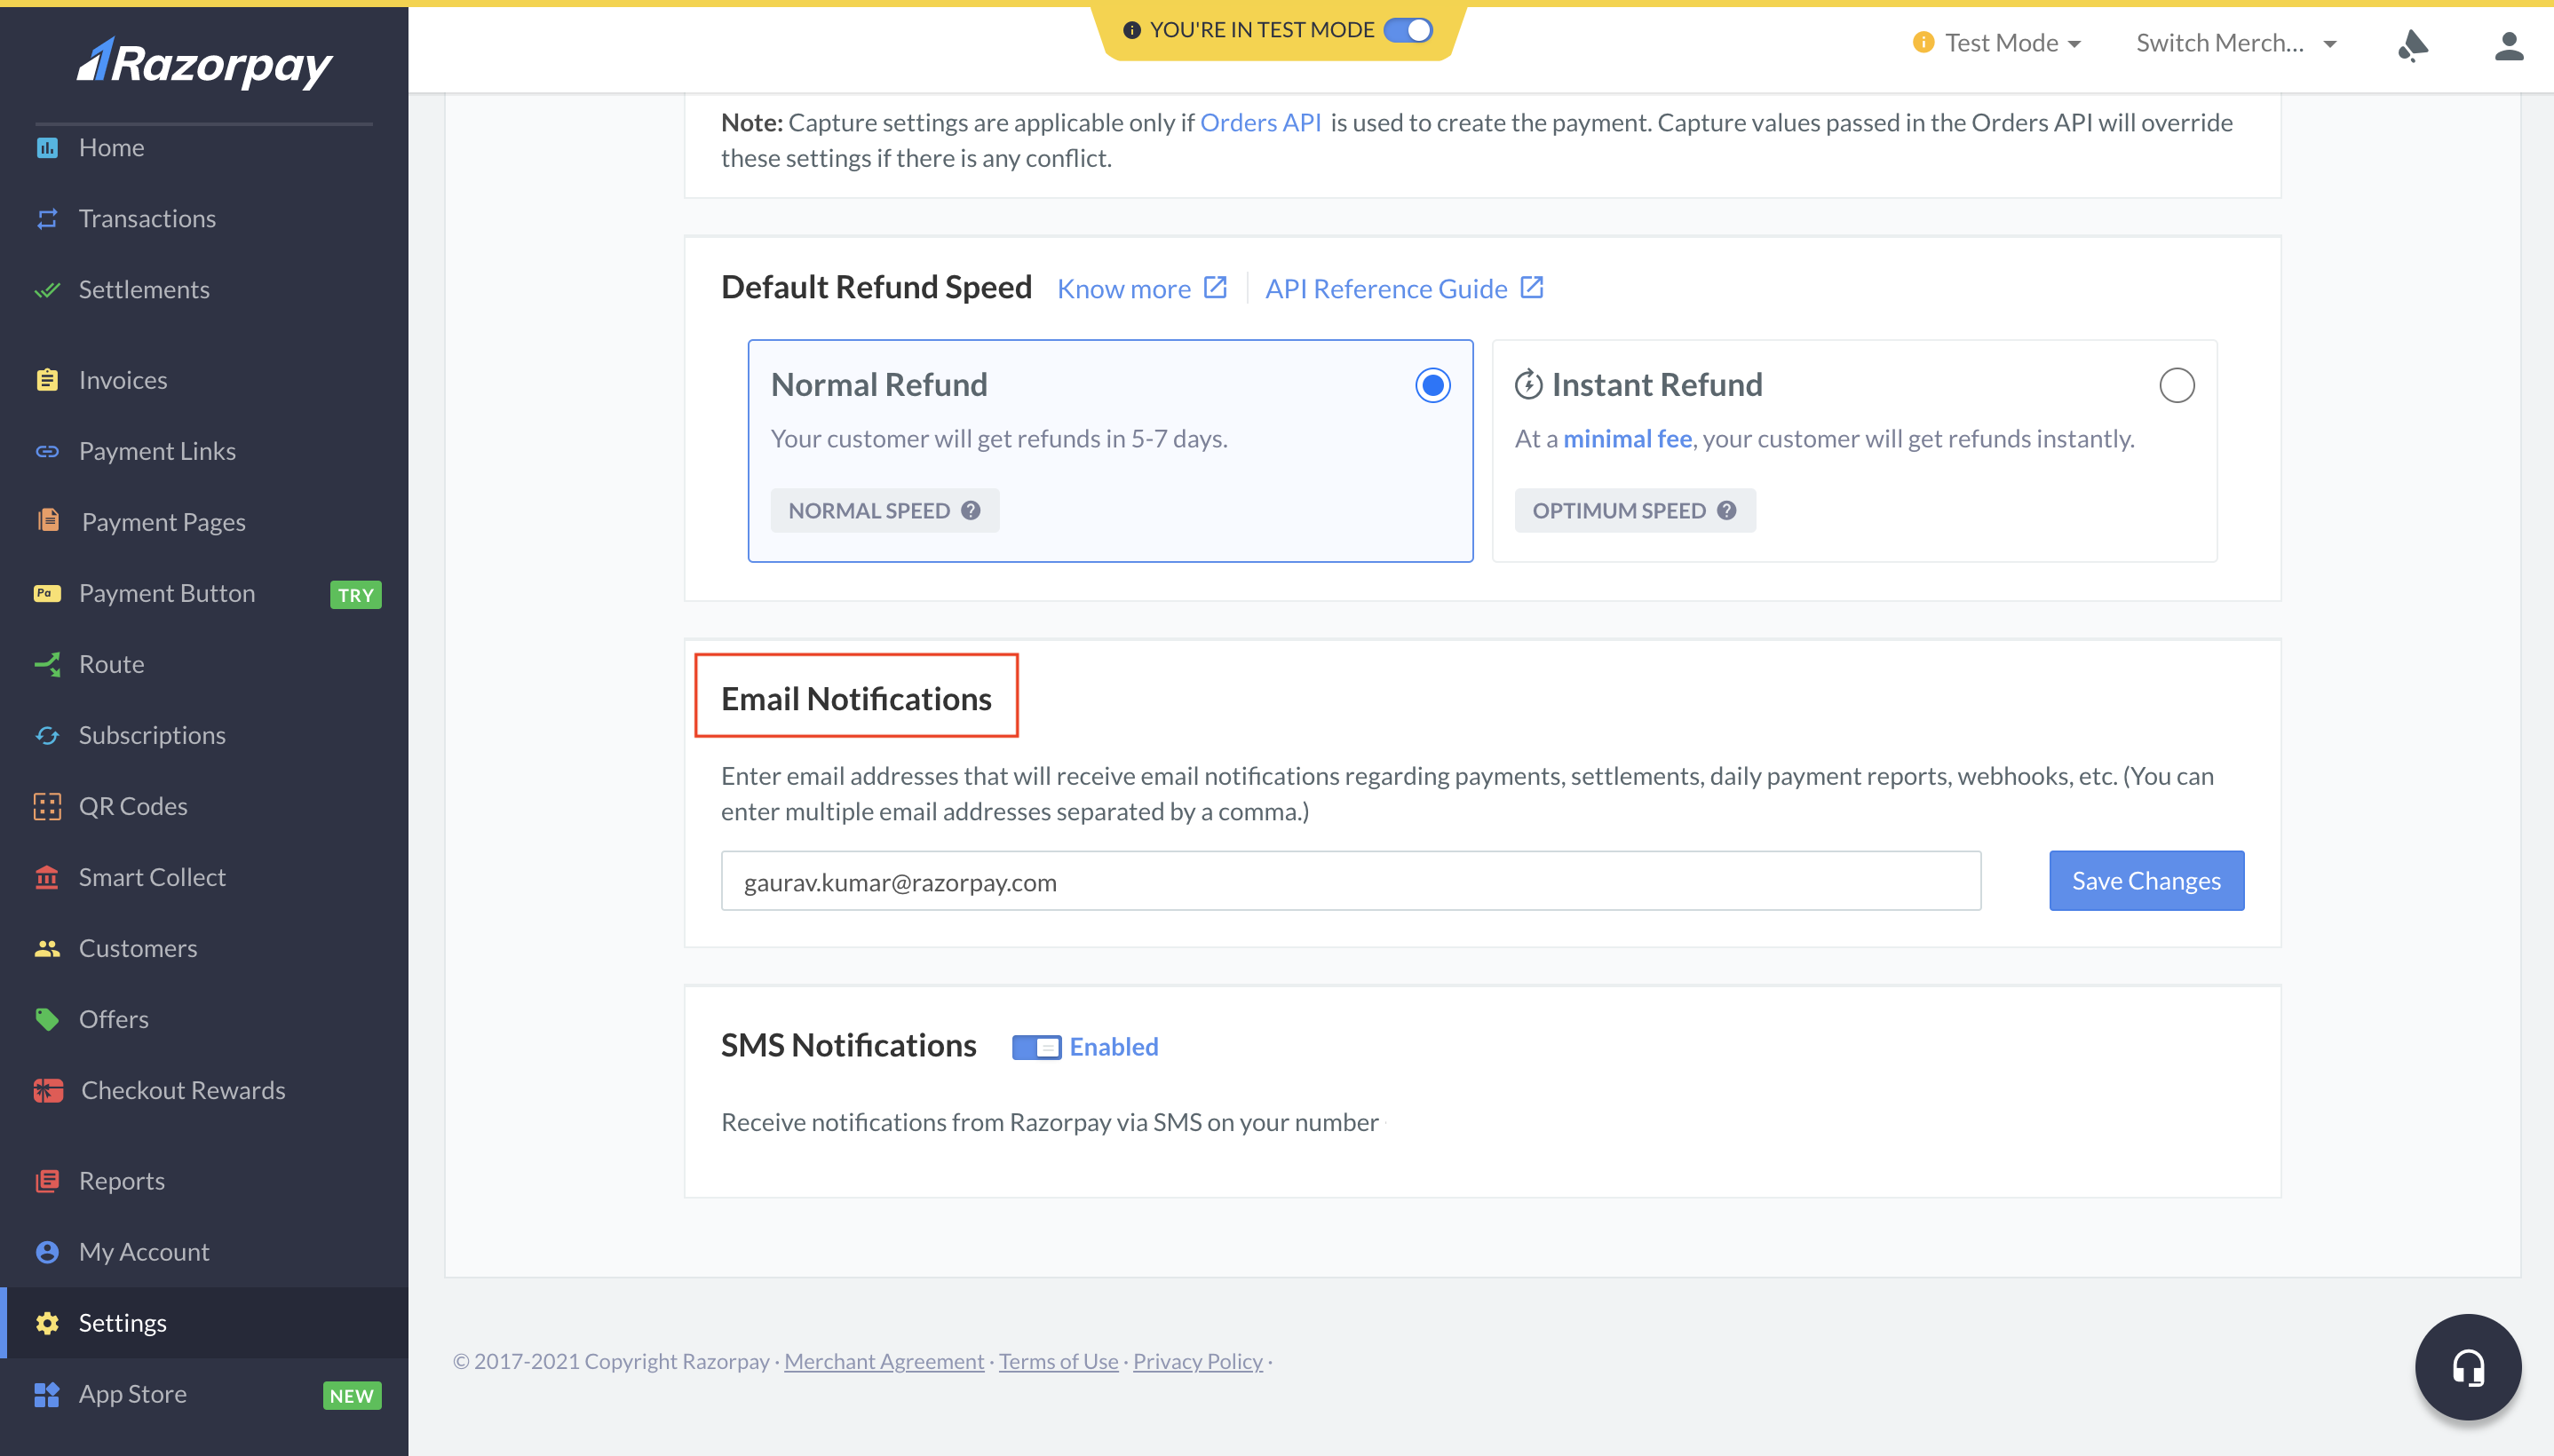 YOU'RE IN TEST MODE
Test Mode
Switch Merch...
Razorpay
Home
Transactions
Settlements
Invoices
Payment Links
Payment Pages
Pa
Payment Button
TRY
Route
Subscriptions
QR Codes
Smart Collect
Customers
Offers
Checkout Rewards
Reports
My Account
Settings
App Store
NEW
Note: Capture settings are applicable only if Orders API is used to create the payment. Capture values passed in the Orders API will override
these settings if there is any conflict.
Default Refund Speed
Know more
API Reference Guide
Normal Refund
Your customer will get refunds in 5-7 days.
NORMAL SPEED ?
Instant Refund
At a minimal fee, your customer will get refunds instantly.
OPTIMUM SPEED ?
Email Notifications
Enter email addresses that will receive email notifications regarding payments, settlements, daily payment reports, webhooks, etc. (You can
enter multiple email addresses separated by a comma.)
gaurav.kumar@razorpay.com
Save Changes
SMS Notifications
Enabled
Receive notifications from Razorpay via SMS on your number
© 2017-2021 Copyright Razorpay · Merchant Agreement · Terms of Use · Privacy Policy ·